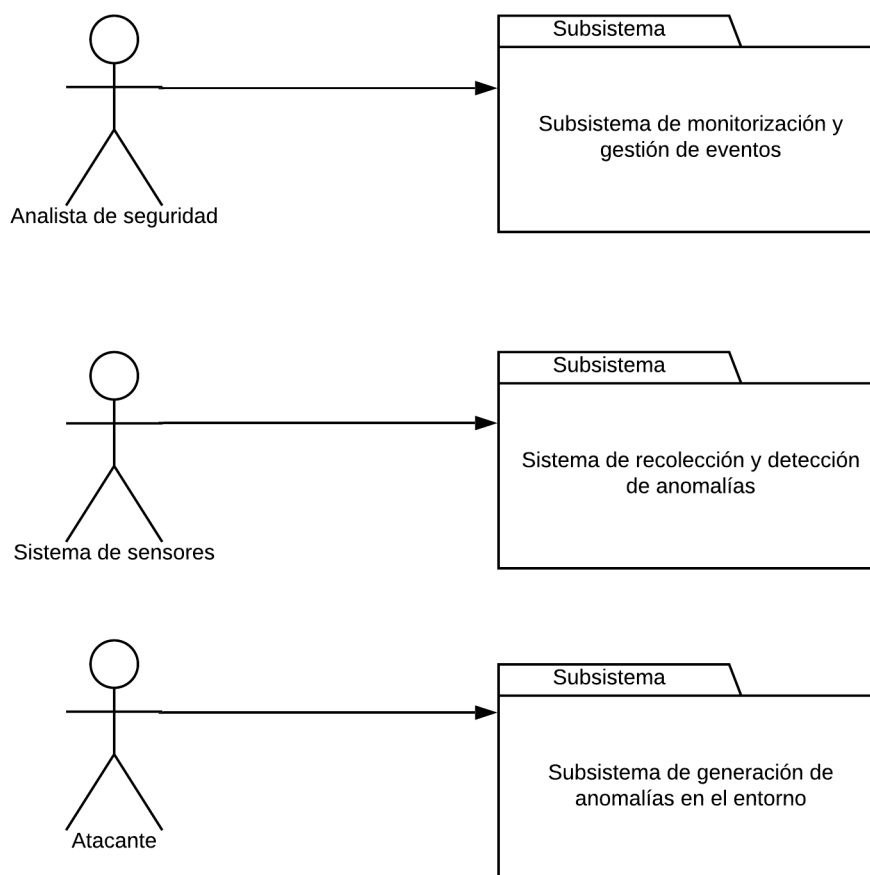 Subsistema
Subsistema de monitorización y
gestión de eventos
Analista de seguridad
Subsistema
Sistema de recolección y detección
de anomalías
Sistema de sensores
Subsistema
Subsistema de generación de
anomalías en el entorno
Atacante